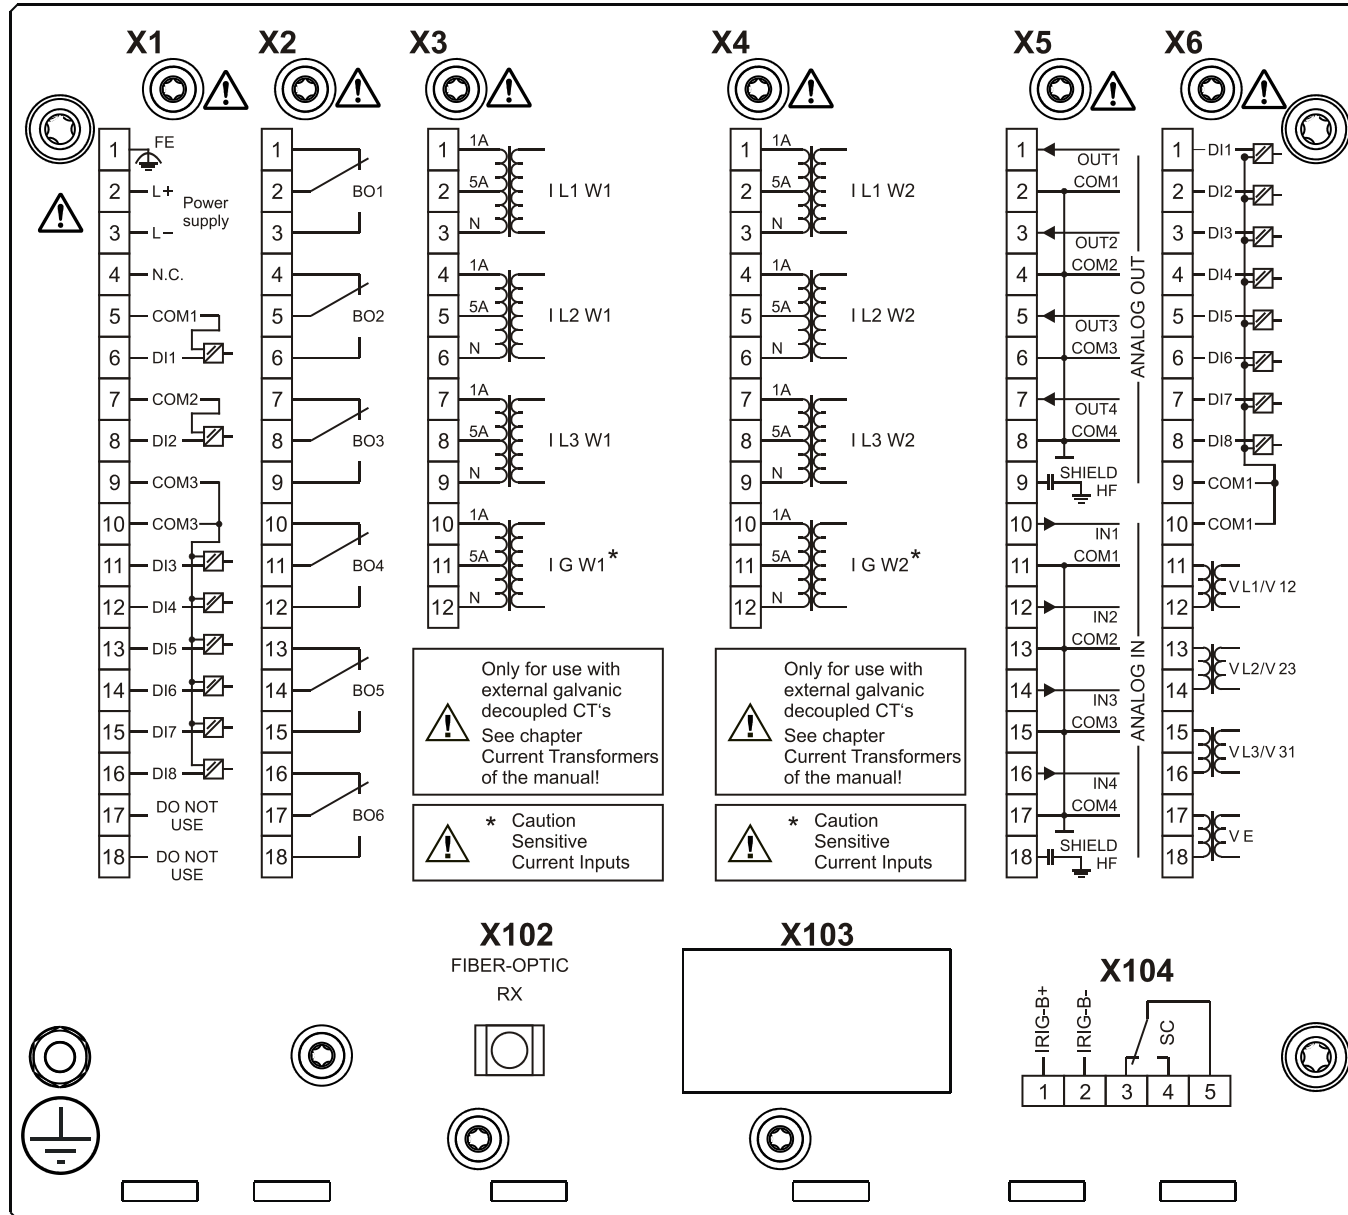 X1
X2
X3
X4
X5
X6
1
FE
2
L+
Power
supply
3
L–
4
N.C.
5
COM1
6
DI1
7
COM2
8
DI2
9
COM3
10
COM3
11
DI3
12
DI4
13
DI5
14
DI6
15
DI7
16
DI8
17
DO NOT
USE
18
DO NOT
USE
1
2
BO1
3
4
5
BO2
6
7
8
BO3
9
10
11
BO4
12
13
14
BO5
15
16
17
BO6
18
1
1A
2
5A
I L1 W1
3
N
4
1A
5
5A
I L2 W1
6
N
7
1A
8
5A
I L3 W1
9
N
10
1A
11
5A
I G W1*
12
N
Only for use with
external galvanic
decoupled CT‘s
See chapter
Current Transformers
of the manual!
* Caution
Sensitive
Current Inputs
1
1A
2
5A
I L1 W2
3
N
4
1A
5
5A
I L2 W2
6
N
7
1A
8
5A
I L3 W2
9
N
10
1A
11
5A
I G W2*
12
N
Only for use with
external galvanic
decoupled CT‘s
See chapter
Current Transformers
of the manual!
* Caution
Sensitive
Current Inputs
1
OUT1
2
COM1
3
OUT2
4
COM2
5
OUT3
6
COM3
7
OUT4
8
COM4
9
SHIELD
HF
ANALOG OUT
10
IN1
11
COM1
12
IN2
13
COM2
14
IN3
15
COM3
16
IN4
17
COM4
18
SHIELD
HF
ANALOG IN
1
DI1
2
DI2
3
DI3
4
DI4
5
DI5
6
DI6
7
DI7
8
DI8
9
COM1
10
COM1
11
V L1/V 12
12
13
V L2/V 23
14
15
V L3/V 31
16
17
V E
18
X102
FIBER-OPTIC
RX
X103
X104
IRIG-B+
IRIG-B-
SC
1 2 3 4 5